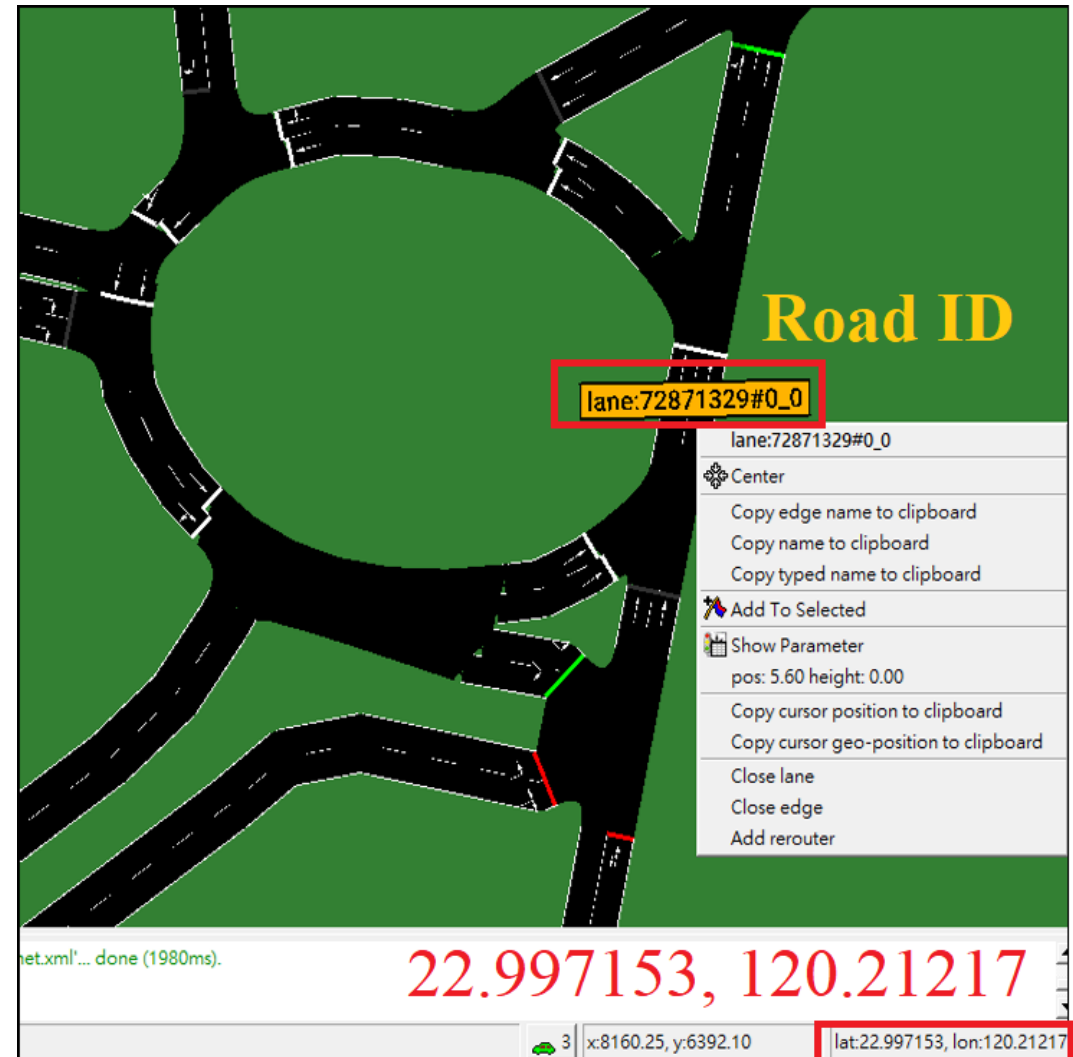 Road ID
lane:72871329#0_0
lane:72871329#0_0
Center
Copy edge name to clipboard
Copy name to clipboard
Copy typed name to clipboard
Add To Selected
Show Parameter
pos: 5.60 height: 0.00
Copy cursor position to clipboard
Copy cursor geo-position to clipboard
Close lane
Close edge
Add rerouter
net.xml'... done (1980ms).
22.997153, 120.21217
3
x:8160.25, y:6392.10
lat:22.997153, lon:120.21217